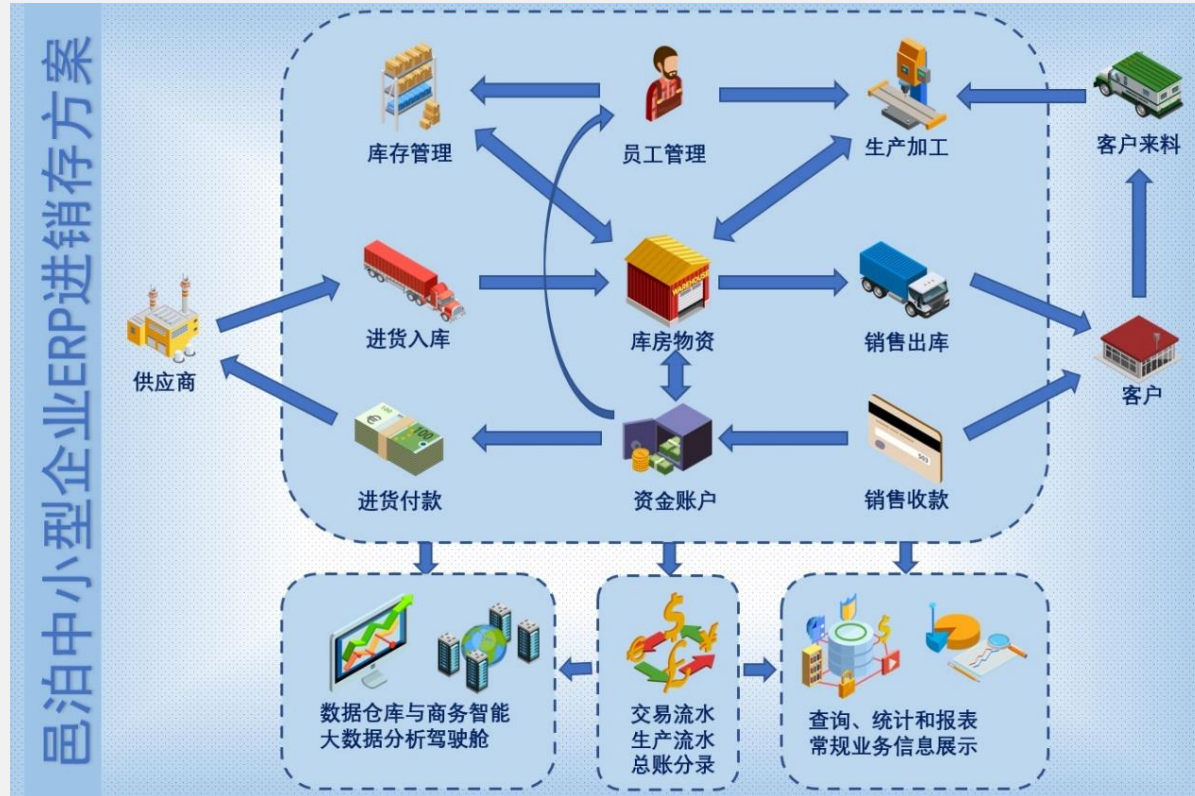 邑泊中小型企业ERP进销存方案
库存管理
员工管理
生产加工
客户来料
供应商
进货入库
WAREHOUSE
库房物资
销售出库
客户
100
100
进货付款
资金账户
销售收款
数据仓库与商务智能
大数据分析驾驶舱
交易流水
生产流水
总账分录
查询、统计和报表
常规业务信息展示